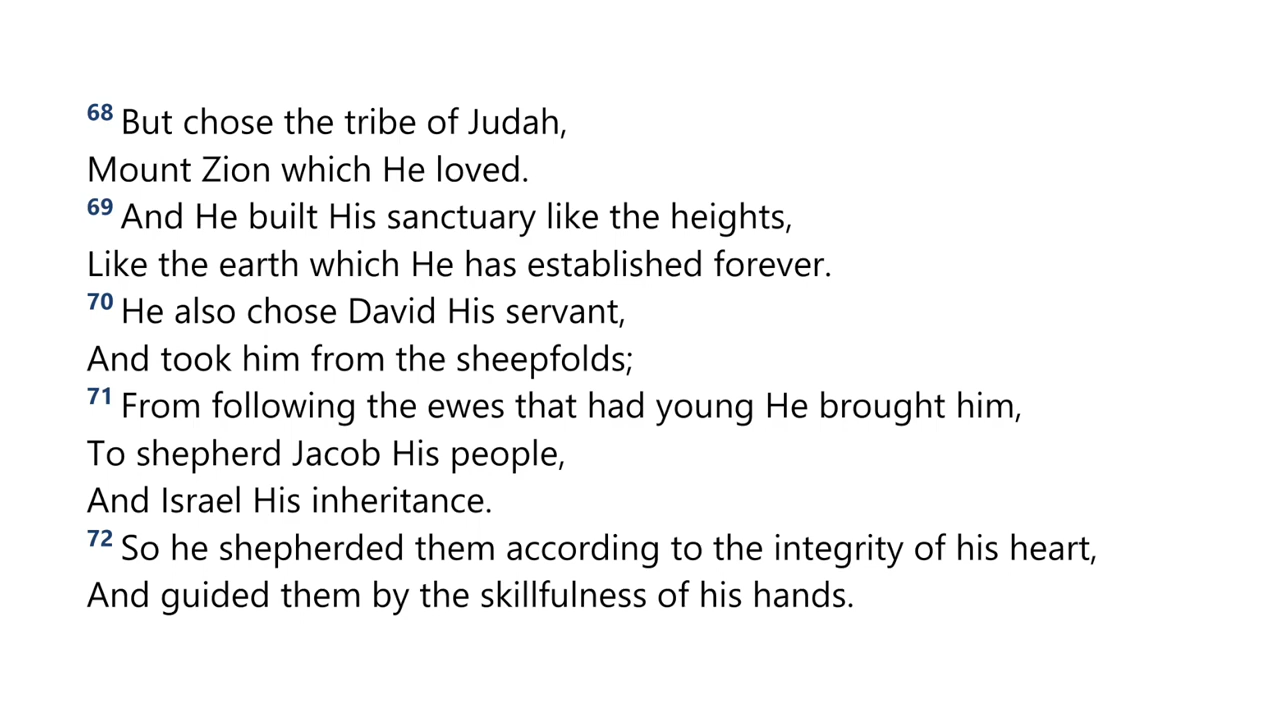 68 But chose the tribe of Judah,
Mount Zion which He loved.
69 And He built His sanctuary like the heights,
Like the earth which He has established forever.
70 He also chose David His servant,
And took him from the sheepfolds;
71 From following the ewes that had young He brought him,
To shepherd Jacob His people,
And Israel His inheritance.
72 So he shepherded them according to the integrity of his heart,
And guided them by the skillfulness of his hands.